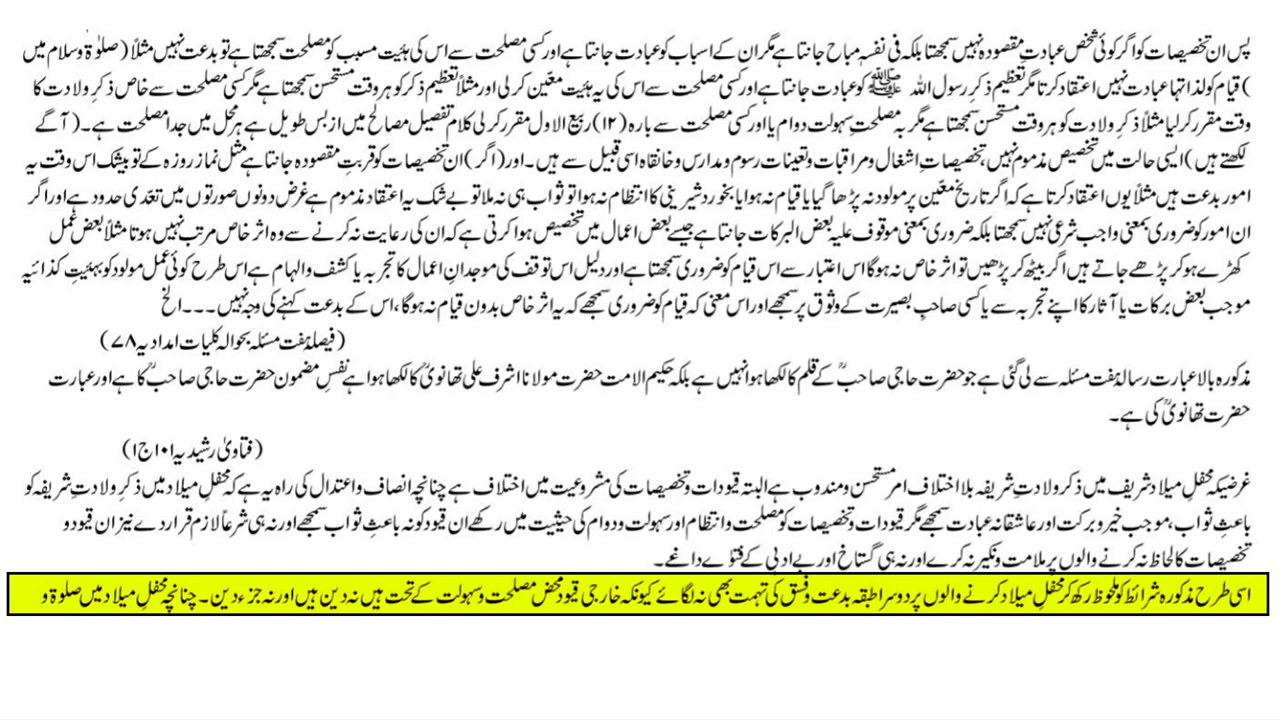 پس ان تخصیصات کو اگر کوئی شخص عبادتِ مقصودہ نہیں سمجھتا بلکہ فی نفسہٖ مباح جانتا ہے مگر ان کے اسباب کو عبادت جانتا ہے اور کسی مصلحت سے اس کی ہیئت مسبب کو مصلحت سمجھتا ہے تو بدعت نہیں مثلاً (صلوٰۃ وسلام میں
) قیام کو لذاتہا عبادت نہیں اعتقاد کرتا مگر تعظیم ذکرِ رسول اللہ ﷺ کو عبادت جانتا ہے اور کسی مصلحت سے اس کی یہ ہیئت معیّن کر لی اور مثلاً تعظیمِ ذکر کو ہر وقت مستحسن سمجھتا ہے مگر کسی مصلحت سے خاص ذکرِ ولادت کا
وقت مقرر کر لیا مثلاً ذکرِ ولادت کو ہر وقت مستحسن سمجھتا ہے مگر بہ مصلحتِ سہولت دوام یا اور کسی مصلحت سے بارہ (۱۲) ربیع الاول مقرر کر لی کلام تفصیل مصالح میں از بس طویل ہے ہر محل میں جدا مصلحت ہے۔ (آگے
لکھتے ہیں) ایسی حالت میں تخصیص مذموم نہیں، تخصیصاتِ اشغال ومراقبات وتعینات رسوم ومدارس وخانقاہ اسی قبیل سے ہیں۔ اور (اگر) ان تخصیصات کو قربتِ مقصودہ جانتا ہے مثل نماز روزہ کے تو بیشک اس وقت یہ
امور بدعت ہیں مثلاً یوں اعتقاد کرتا ہے کہ اگر تاریخِ معیّن پر مولود نہ پڑھا گیا یا قیام نہ ہوا یا بخور وشیرینی کا انتظام نہ ہوا تو ثواب ہی نہ ملا تو بے شک یہ اعتقاد مذموم ہے غرض دونوں صورتوں میں تعدّی حدود ہے اور اگر
ان امور کو ضروری بمعنی واجبِ شرعی نہیں سمجھتا بلکہ ضروری بمعنی موقوف علیہ بعض البرکات جانتا ہے جیسے بعض اعمال میں تخصیص ہوا کرتی ہے کہ ان کی رعایت نہ کرنے سے وہ اثر خاص مرتب نہیں ہوتا مثلاً بعض عمل
کھڑے ہو کر پڑھے جاتے ہیں اگر بیٹھ کر پڑھیں تو اثر خاص نہ ہوگا اس اعتبار سے اس قیام کو ضروری سمجھتا ہے اور دلیل اس توقف کی موجدانِ اعمال کا تجربہ یا کشف والہام ہے اس طرح کوئی عمل مولود کو بہیئتِ کذائیہ
موجب بعض برکات یا آثار کا اپنے تجربہ سے یا کسی صاحبِ بصیرت کے وثوق پر سمجھے اور اس معنی کہ قیام کو ضروری سمجھے کہ یہ اثر خاص بدون قیام نہ ہوگا، اس کے بدعت کہنے کی وجہ نہیں۔۔۔الخ
(فیصلہ ہفت مسئلہ بحوالہ کلیات امدادیہ ۷۸)
مذکورہ بالا عبارت رسالہ ہفت مسئلہ سے لی گئی ہے جو حضرت حاجی صاحبؒ کے قلم کا لکھا ہوا نہیں ہے بلکہ حکیم الامت حضرت مولانا اشرف علی تھانویؒ کا لکھا ہوا ہے نفسِ مضمون حضرت حاجی صاحبؒ کا ہے اور عبارت
حضرت تھانویؒ کی ہے۔
(فتاویٰ رشیدیہ ۱۰۱ ج۱)
غرضیکہ محفلِ میلاد شریف میں ذکر ولادتِ شریفہ بلا اختلاف امر مستحسن ومندوب ہے البتہ قیودات وتخصیصات کی مشروعیت میں اختلاف ہے چنانچہ انصاف واعتدال کی راہ یہ ہے کہ محفلِ میلاد میں ذکرِ ولادتِ شریفہ کو
باعثِ ثواب، موجب خیر وبرکت اور عاشقانہ عبادت سمجھے مگر قیودات وتخصیصات کو مصلحت وانتظام اور سہولت ودوام کی حیثیت میں رکھے ان قیود کو نہ باعثِ ثواب سمجھے اور نہ ہی شرعاً لازم قرار دے نیز ان قیود و
تخصیصات کا لحاظ نہ کرنے والوں پر ملامت ونکیر نہ کرے اور نہ ہی گستاخ اور بے ادبی کے فتوے داغے۔
اسی طرح مذکورہ شرائط کو ملحوظ رکھ کر محفلِ میلاد کرنے والوں پر دوسرا طبقہ بدعت وفسق کی تہمت بھی نہ لگائے کیونکہ خارجی قیود محض مصلحت وسہولت کے تحت ہیں نہ دین ہیں اور نہ جزءِ دین۔ چنانچہ محفلِ میلاد میں صلوۃ و